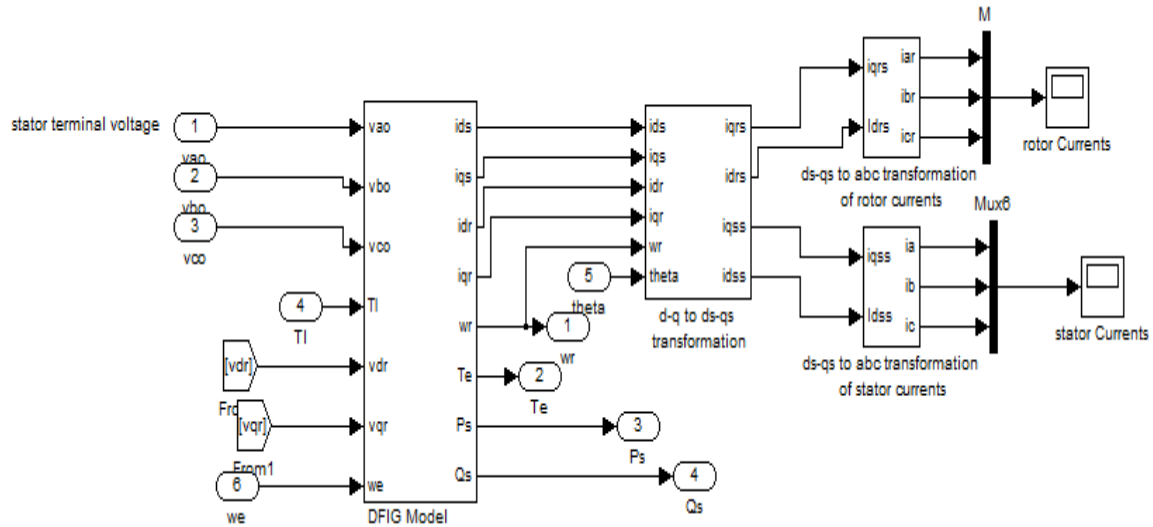 M
stator terminal voltage
1
vao
2
vbo
3
vco
4
Tl
[vdr]
Fro
[vqr]
From1
6
we
vao
vbo
vco
Tl
vdr
vqr
we
ids
iqs
idr
iqr
wr
Te
Ps
Qs
DFIG Model
5
theta
1
wr
2
Te
3
Ps
4
Qs
ids
iqs
idr
iqr
wr
theta
iqrs
idrs
iqss
idss
d-q to ds-qs
transformation
iqrs
Idrs
iar
ibr
icr
ds-qs to abc transformation
of rotor currents
rotor Currents
Mux6
iqss
Idss
ia
ib
ic
ds-qs to abc transformation
of stator currents
stator Currents